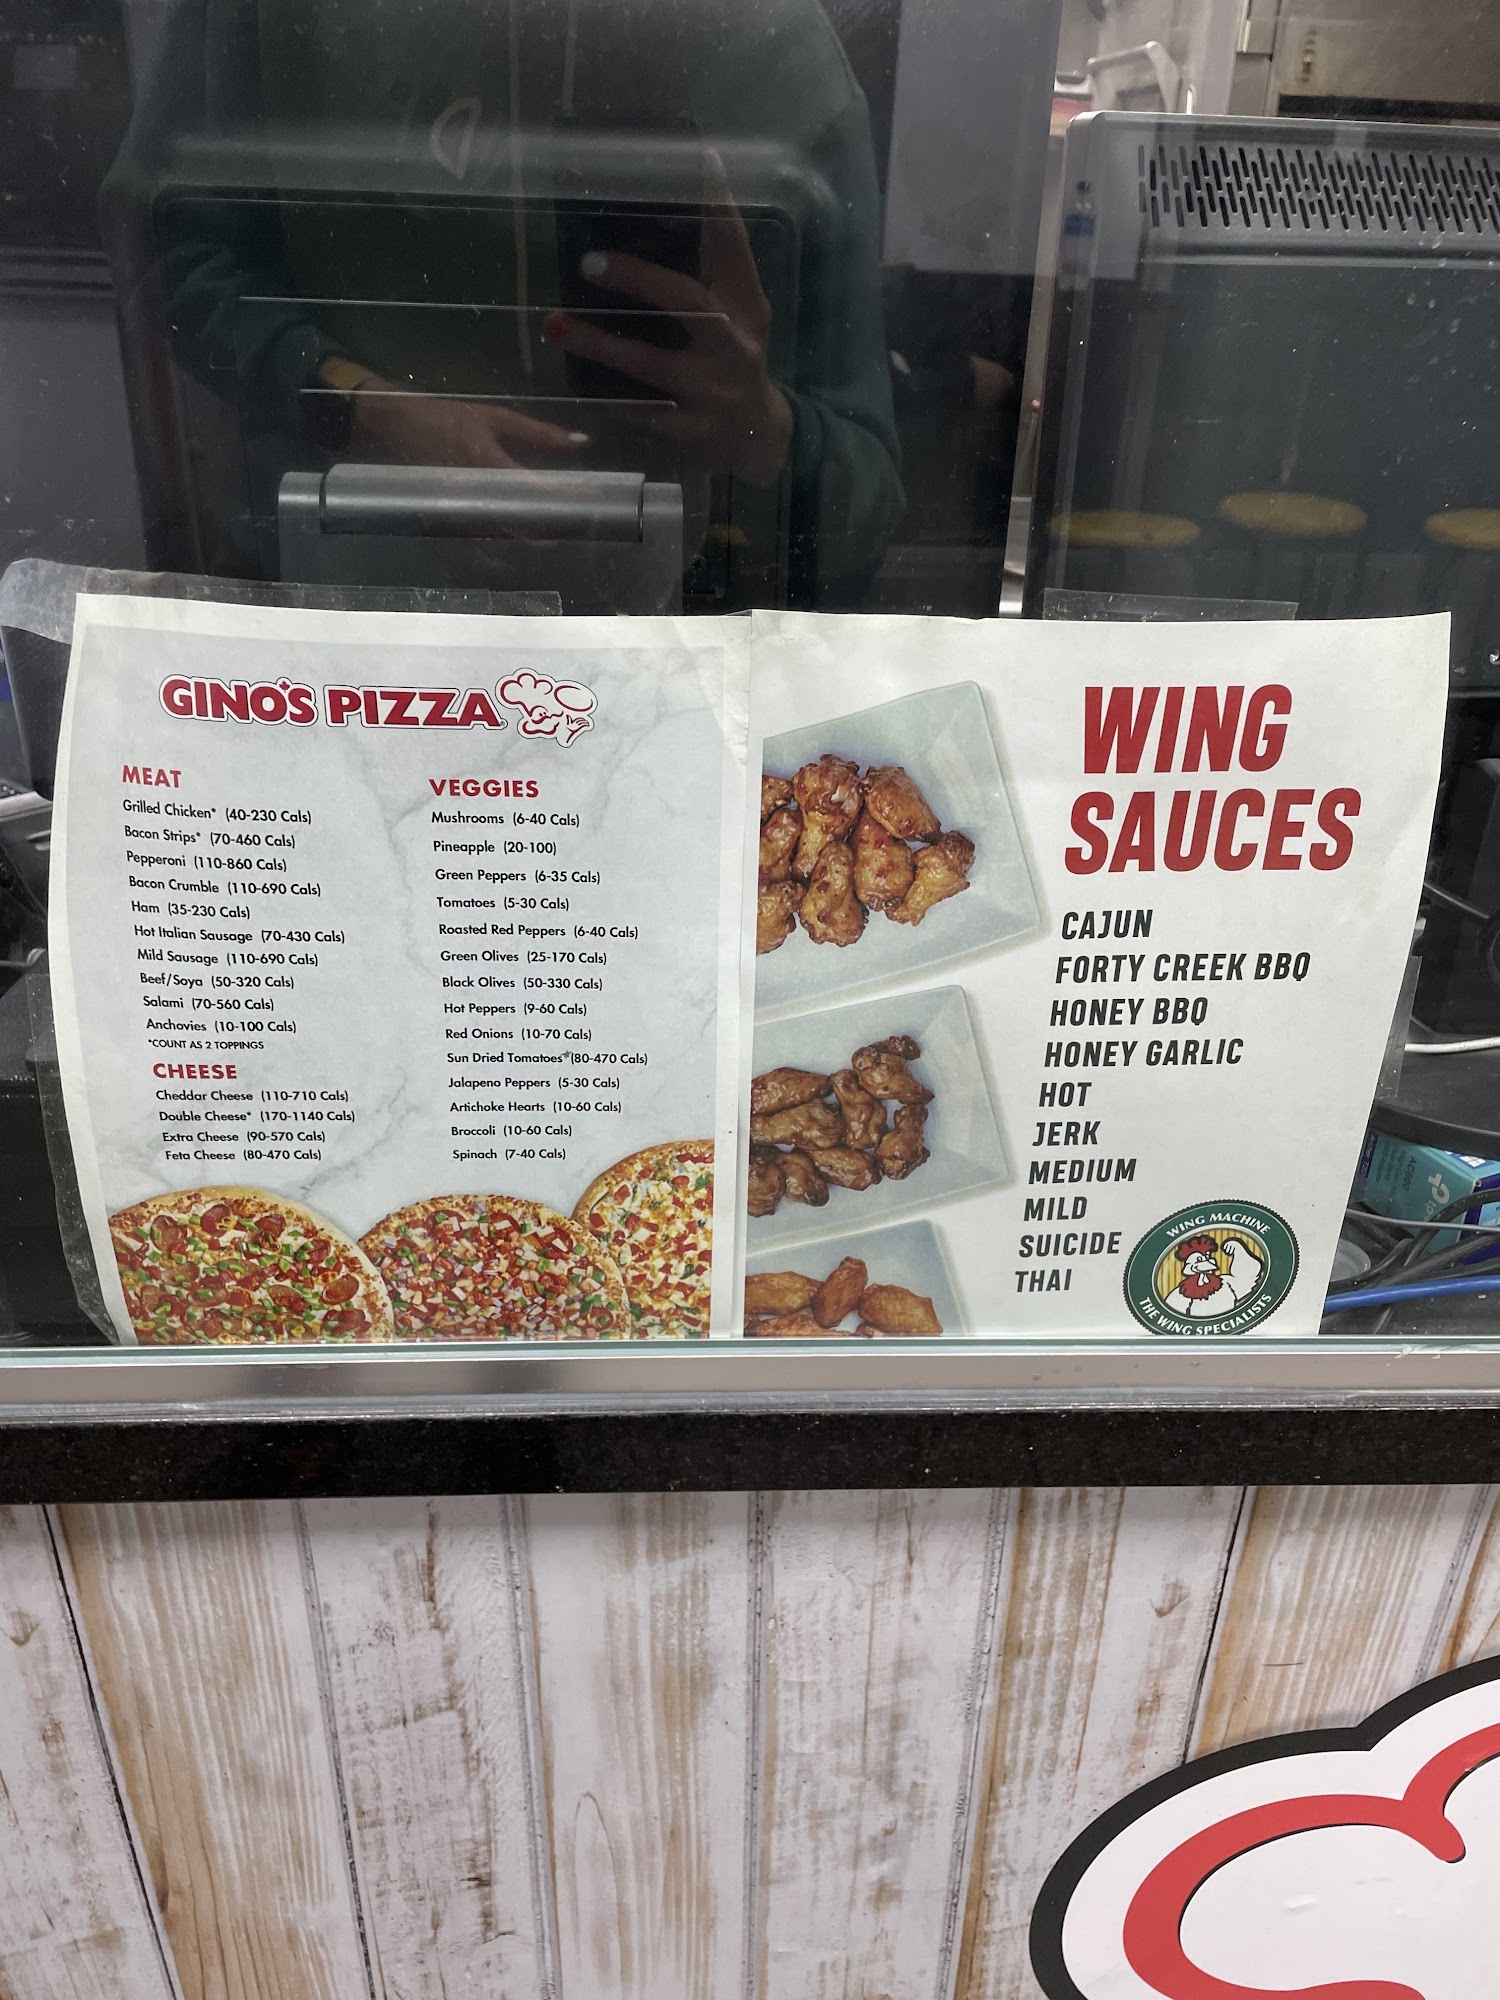 GINO'S PIZZA
MEAT
Grilled Chicken* (40-230 Cals)
Bacon Strips* (70-460 Cals)
Pepperoni (110-860 Cals)
Bacon Crumble (110-690 Cals)
Ham (35-230 Cals)
Hot Italian Sausage (70-430 Cals)
Mild Sausage (110-690 Cals)
Beef/Soya (50-320 Cals)
Salami (70-560 Cals)
Anchovies (10-100 Cals)
*COUNT AS 2 TOPPINGS
CHEESE
Cheddar Cheese (110-710 Cals)
Double Cheese* (170-1140 Cals)
Extra Cheese (90-570 Cals)
Feta Cheese (80-470 Cals)
VEGGIES
Mushrooms (6-40 Cals)
Pineapple (20-100)
Green Peppers (6-35 Cals)
Tomatoes (5-30 Cals)
Roasted Red Peppers (6-40 Cals)
Green Olives (25-170 Cals)
Black Olives (50-330 Cals)
Hot Peppers (9-60 Cals)
Red Onions (10-70 Cals)
Sun Dried Tomatoes* (80-470 Cals)
Jalapeno Peppers (5-30 Cals)
Artichoke Hearts (10-60 Cals)
Broccoli (10-60 Cals)
Spinach (7-40 Cals)
WING
SAUCES
CAJUN
FORTY CREEK BBQ
HONEY BBQ
HONEY GARLIC
HOT
JERK
MEDIUM
MILD
SUICIDE
THAI
WING MACHINE
THE WING SPECIALISTS